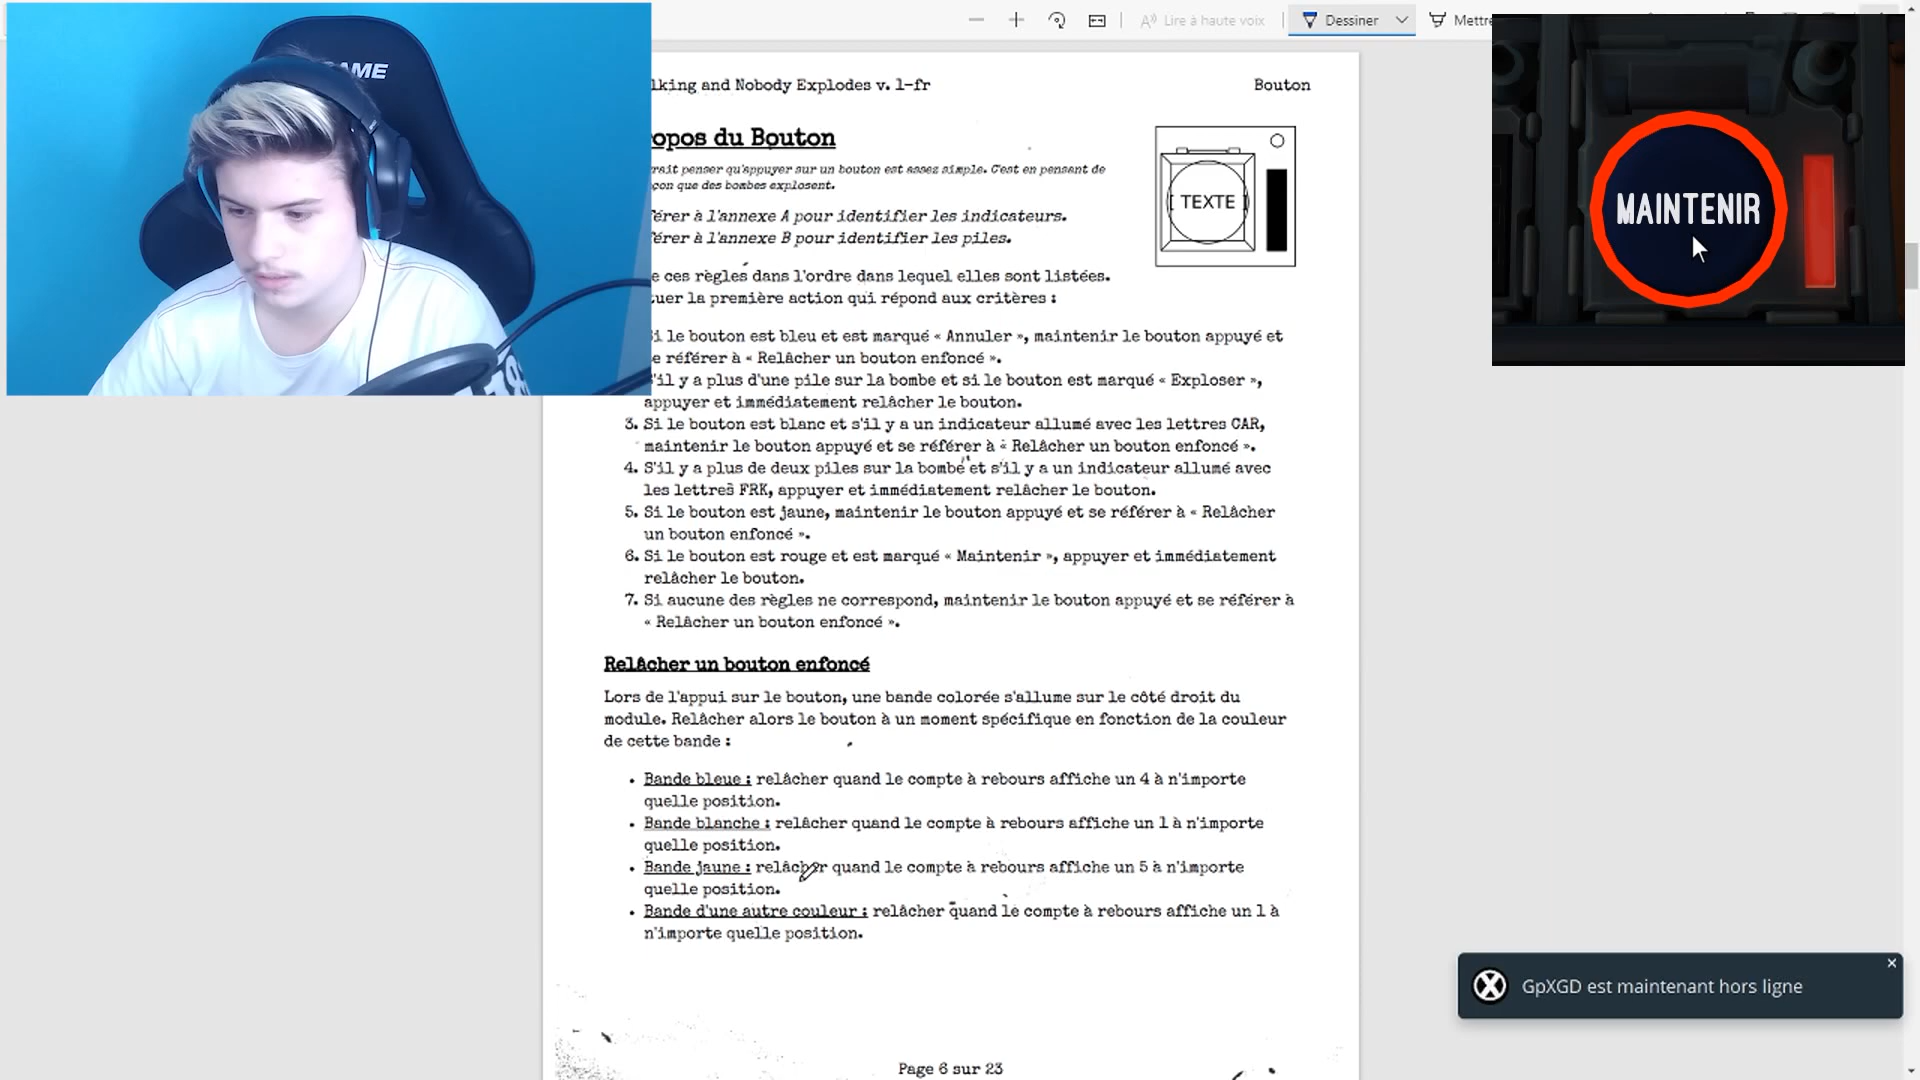 AME
Lire à haute voix
Dessiner
Mettre
lking and Nobody Explodes v. 1-fr
Bouton
opos du Bouton
rait penser qu'appuyer sur un bouton est assez simple. C'est en pensant de
çon que des bombes explosent.
TEXTE
férer à l'annexe A pour identifier les indicateurs.
férer à l'annexe B pour identifier les piles.
e ces règles dans l'ordre dans lequel elles sont listées.
tuer la première action qui répond aux critères :
Si le bouton est bleu et est marqué « Annuler », maintenir le bouton appuyé et
se référer à « Relâcher un bouton enfoncé ».
S'il y a plus d'une pile sur la bombe et si le bouton est marqué « Exploser »,
appuyer et immédiatement relâcher le bouton.
3. Si le bouton est blanc et s'il y a un indicateur allumé avec les lettres CAR,
maintenir le bouton appuyé et se référer à « Relâcher un bouton enfoncé ».
4. S'il y a plus de deux piles sur la bombe et s'il y a un indicateur allumé avec
les lettres FRK, appuyer et immédiatement relâcher le bouton.
5. Si le bouton est jaune, maintenir le bouton appuyé et se référer à « Relâcher
un bouton enfoncé ».
6. Si le bouton est rouge et est marqué « Maintenir », appuyer et immédiatement
relâcher le bouton.
7. Si aucune des règles ne correspond, maintenir le bouton appuyé et se référer à
« Relâcher un bouton enfoncé ».
Relâcher un bouton enfoncé
Lors de l'appui sur le bouton, une bande colorée s'allume sur le côté droit du
module. Relâcher alors le bouton à un moment spécifique en fonction de la couleur
de cette bande :
• Bande bleue : relâcher quand le compte à rebours affiche un 4 à n'importe
quelle position.
• Bande blanche : relâcher quand le compte à rebours affiche un 1 à n'importe
quelle position.
• Bande jaune : relâcher quand le compte à rebours affiche un 5 à n'importe
quelle position.
• Bande d'une autre couleur : relâcher quand le compte à rebours affiche un 1 à
n'importe quelle position.
Page 6 sur 23
MAINTENIR
GpXGD est maintenant hors ligne